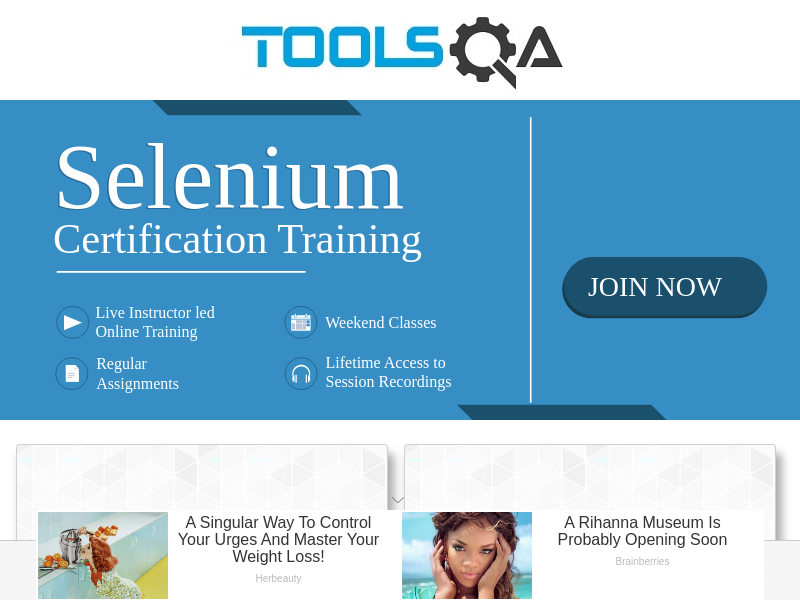 TOOLSQA
Selenium
Certification Training
JOIN NOW
Live Instructor led
Online Training
Weekend Classes
Regular
Assignments
Lifetime Access to
Session Recordings
A Singular Way To Control
Your Urges And Master Your
Weight Loss!
Herbeauty
A Rihanna Museum Is
Probably Opening Soon
Brainberries